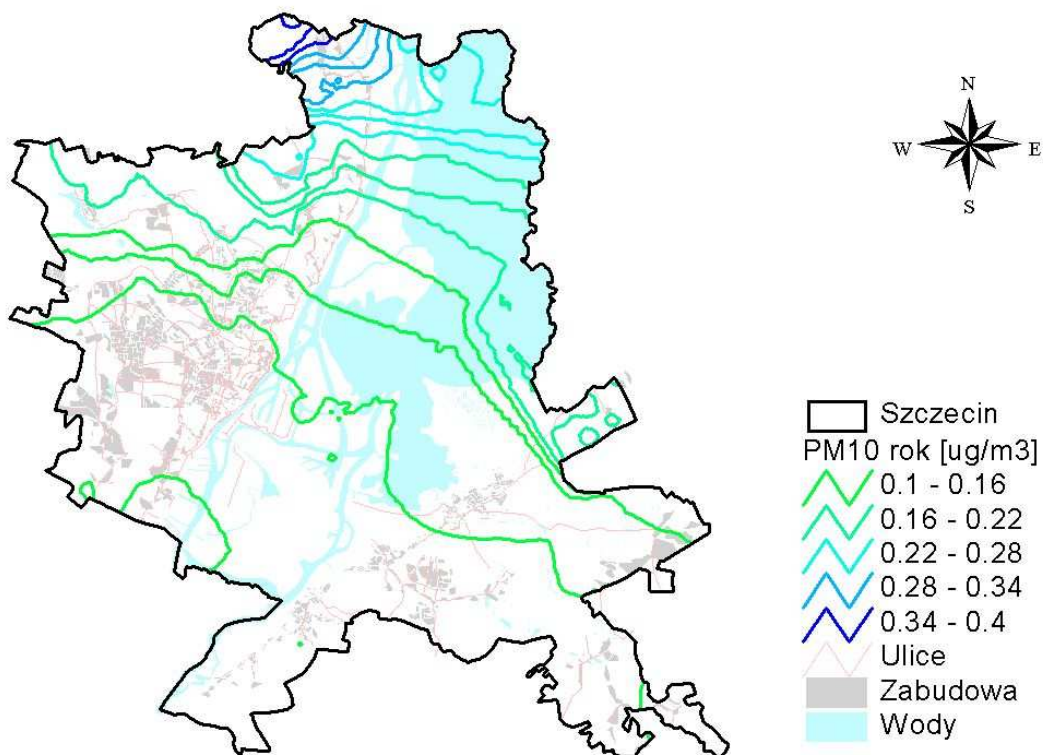 N
W
E
S
Szczecin
PM10 rok [ug/m3]
0.1 - 0.16
0.16 - 0.22
0.22 - 0.28
0.28 - 0.34
0.34 - 0.4
Ulice
Zabudowa
Wody